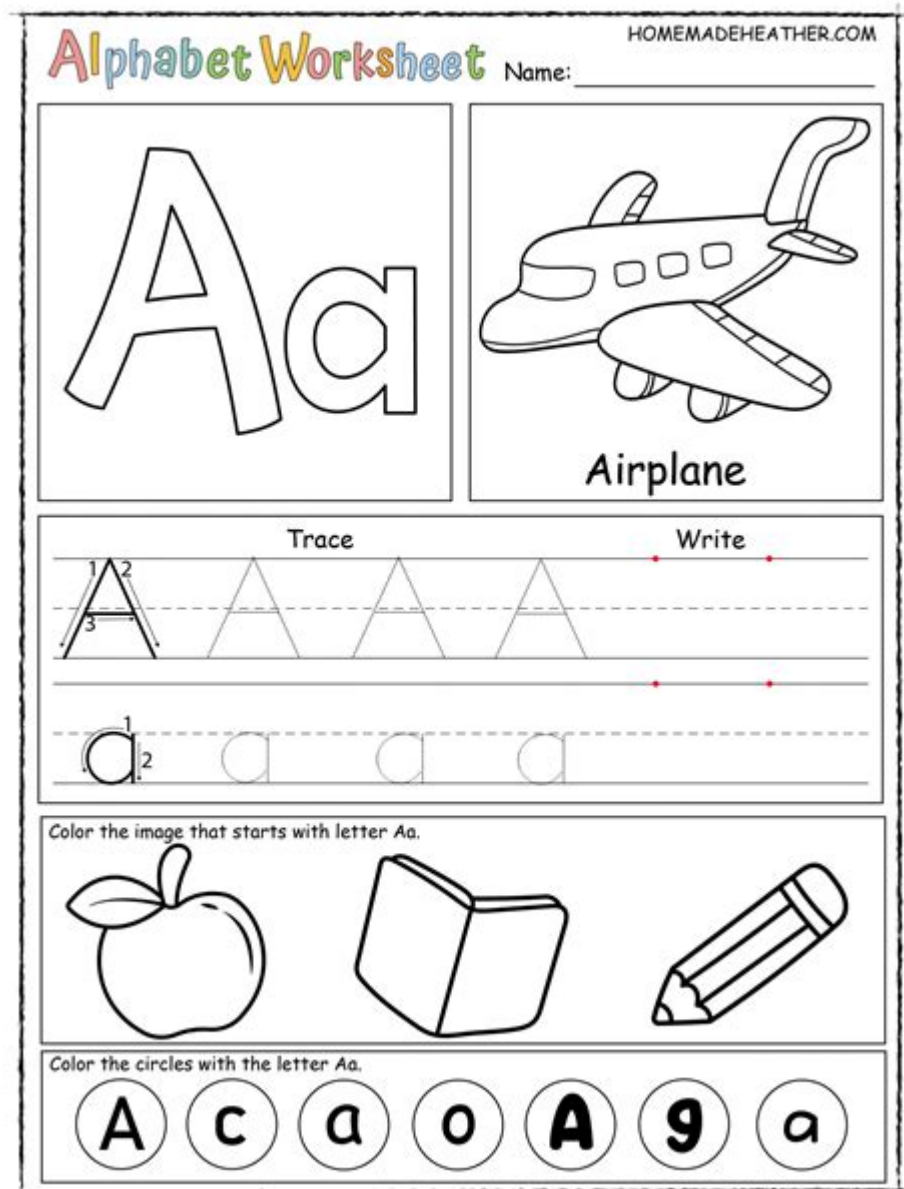 HOMEMADEHEATHER.COM
Alphabet Worksheet Name:
Aa
Airplane
Trace Write
1 2 3 A A A A
1 2 a a a a
Color the image that starts with letter Aa.
Color the circles with the letter Aa.
A c a o A g a